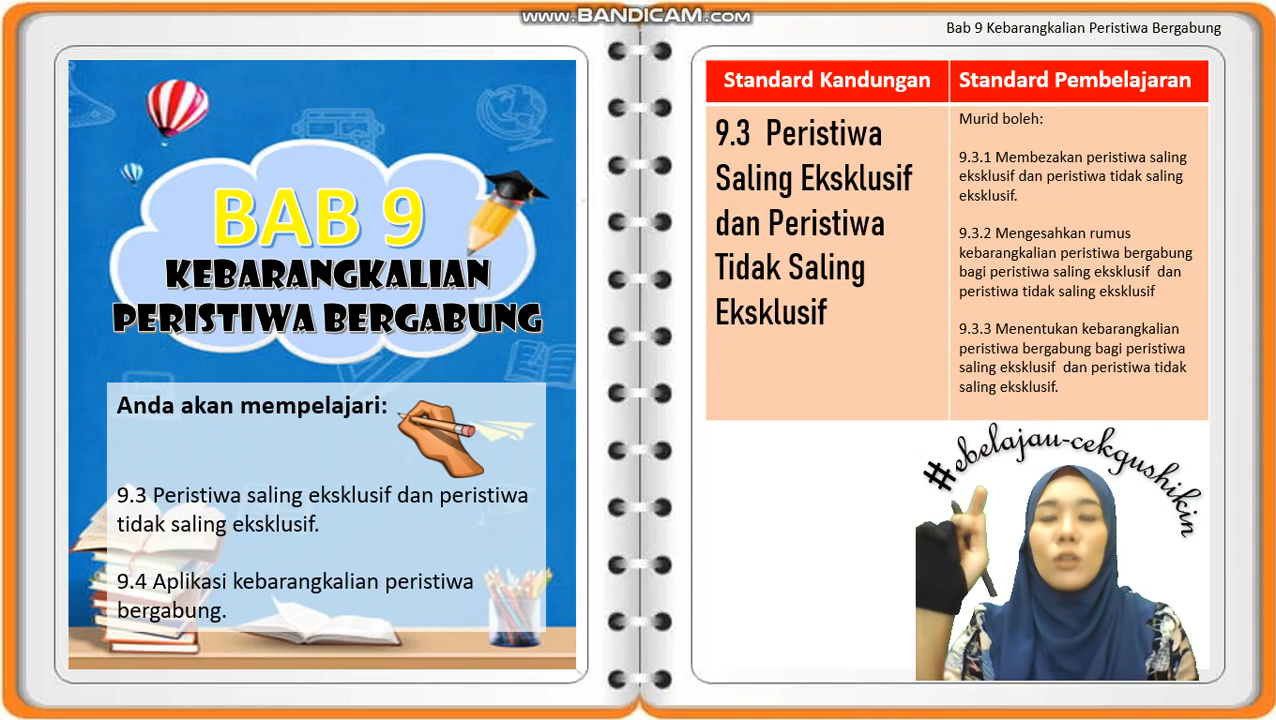 www.BANDICAM.com
Bab 9 Kebarangkalian Peristiwa Bergabung
BAB 9
KEBARANGKALIAN
PERISTIWA BERGABUNG
Anda akan mempelajari:
9.3 Peristiwa saling eksklusif dan peristiwa
tidak saling eksklusif.
9.4 Aplikasi kebarangkalian peristiwa
bergabung.
Standard Kandungan
Standard Pembelajaran
9.3 Peristiwa
Saling Eksklusif
dan Peristiwa
Tidak Saling
Eksklusif
Murid boleh:
9.3.1 Membezakan peristiwa saling
eksklusif dan peristiwa tidak saling
eksklusif.
9.3.2 Mengesahkan rumus
kebarangkalian peristiwa bergabung
bagi peristiwa saling eksklusif dan
peristiwa tidak saling eksklusif
9.3.3 Menentukan kebarangkalian
peristiwa bergabung bagi peristiwa
saling eksklusif dan peristiwa tidak
saling eksklusif.
#ebelajau-cekgushikin